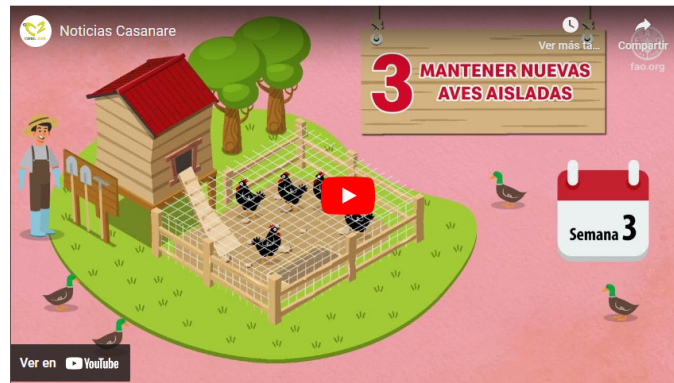 Noticias Casanare
Ver más ta...
Compartir
fao.org
3 MANTENER NUEVAS
AVES AISLADAS
Semana 3
Ver en YouTube